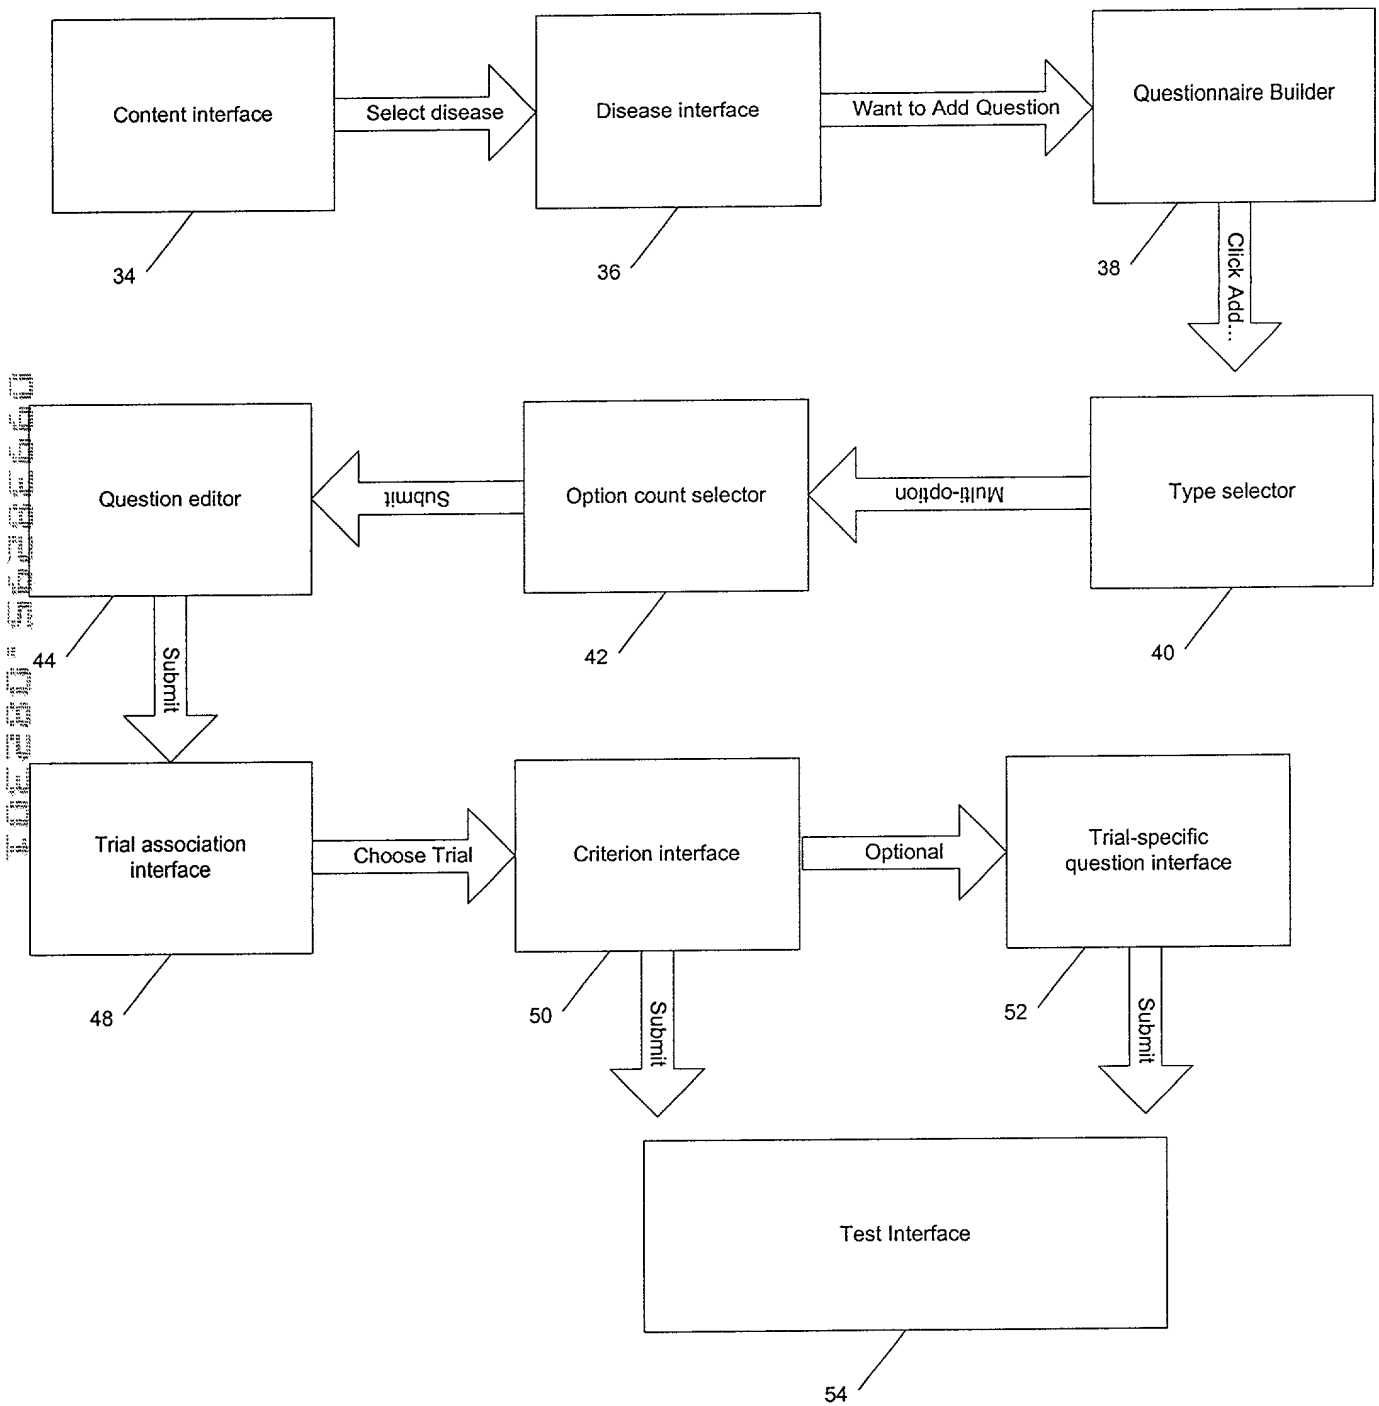 Content interface
Select disease
Disease interface
Want to Add Question
Questionnaire Builder
34
36
38
Click Add...
Question editor
Submit
Option count selector
Multi-option
Type selector
44
42
40
Submit
Trial association
interface
Choose Trial
Criterion interface
Optional
Trial-specific
question interface
48
50
52
Submit
Submit
Test Interface
54